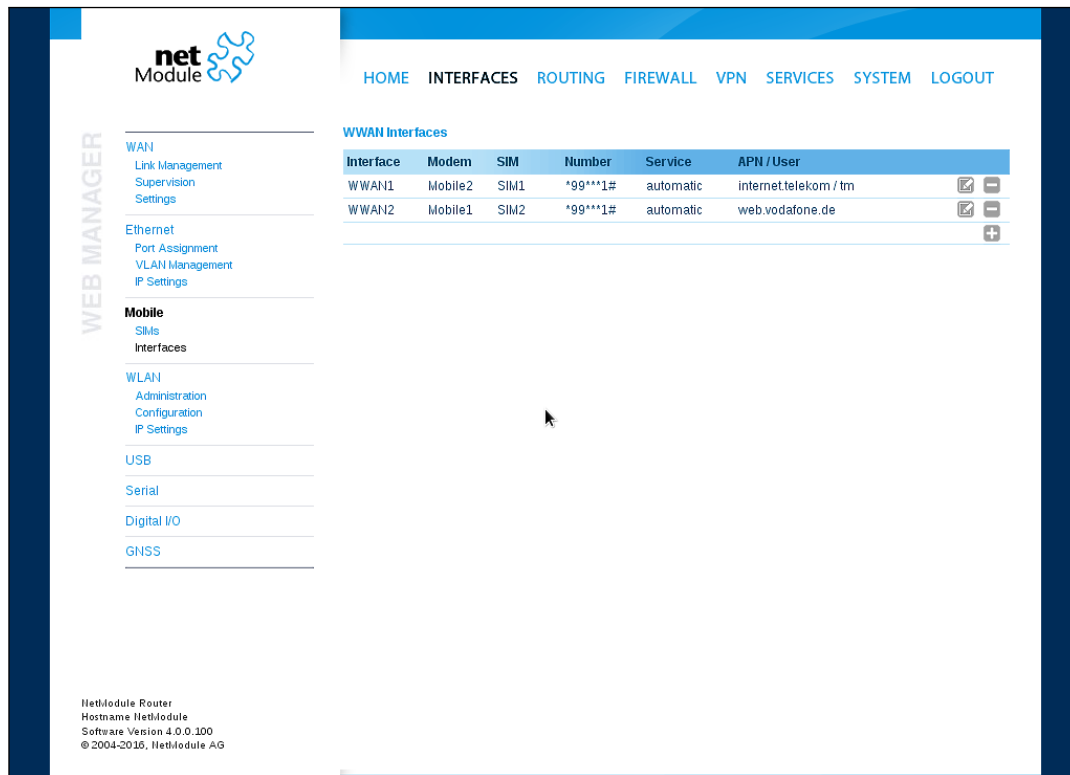 net
Module
HOME INTERFACES ROUTING FIREWALL VPN SERVICES SYSTEM LOGOUT
WEB MANAGER
WAN
Link Management
Supervision
Settings
Ethernet
Port Assignment
VLAN Management
IP Settings
Mobile
SIMs
Interfaces
WLAN
Administration
Configuration
IP Settings
USB
Serial
Digital I/O
GNSS
WWAN Interfaces
Interface Modem SIM Number Service APN / User
WWAN1 Mobile2 SIM1 *99***1# automatic internet.telekom / tm
WWAN2 Mobile1 SIM2 *99***1# automatic web.vodafone.de
NetModule Router
Hostname NetModule
Software Version 4.0.0.100
© 2004-2016, NetModule AG